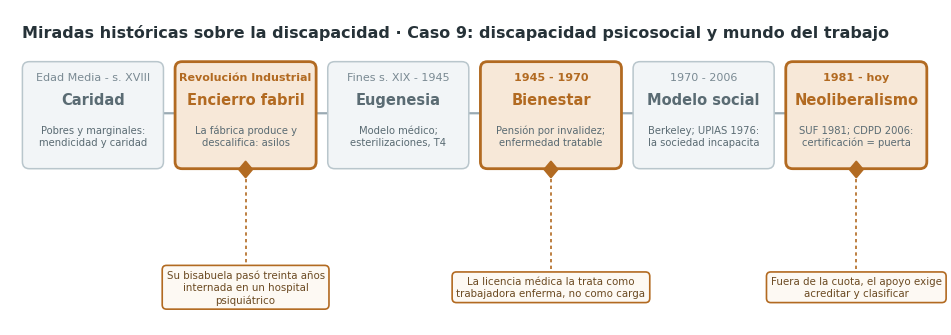 Miradas históricas sobre la discapacidad · Caso 9: discapacidad psicosocial y mundo del trabajo
Edad Media - s. XVIII
Caridad
Pobres y marginales:
mendicidad y caridad
Revolución Industrial
Encierro fabril
La fábrica produce y
descalifica: asilos
Fines s. XIX - 1945
Eugenesia
Modelo médico;
esterilizaciones, T4
1945 - 1970
Bienestar
Pensión por invalidez;
enfermedad tratable
1970 - 2006
Modelo social
Berkeley; UPIAS 1976:
la sociedad incapacita
1981 - hoy
Neoliberalismo
SUF 1981; CDPD 2006:
certificación = puerta
Su bisabuela pasó treinta años
internada en un hospital
psiquiátrico
La licencia médica la trata como
trabajadora enferma, no como carga
Fuera de la cuota, el apoyo exige
acreditar y clasificar